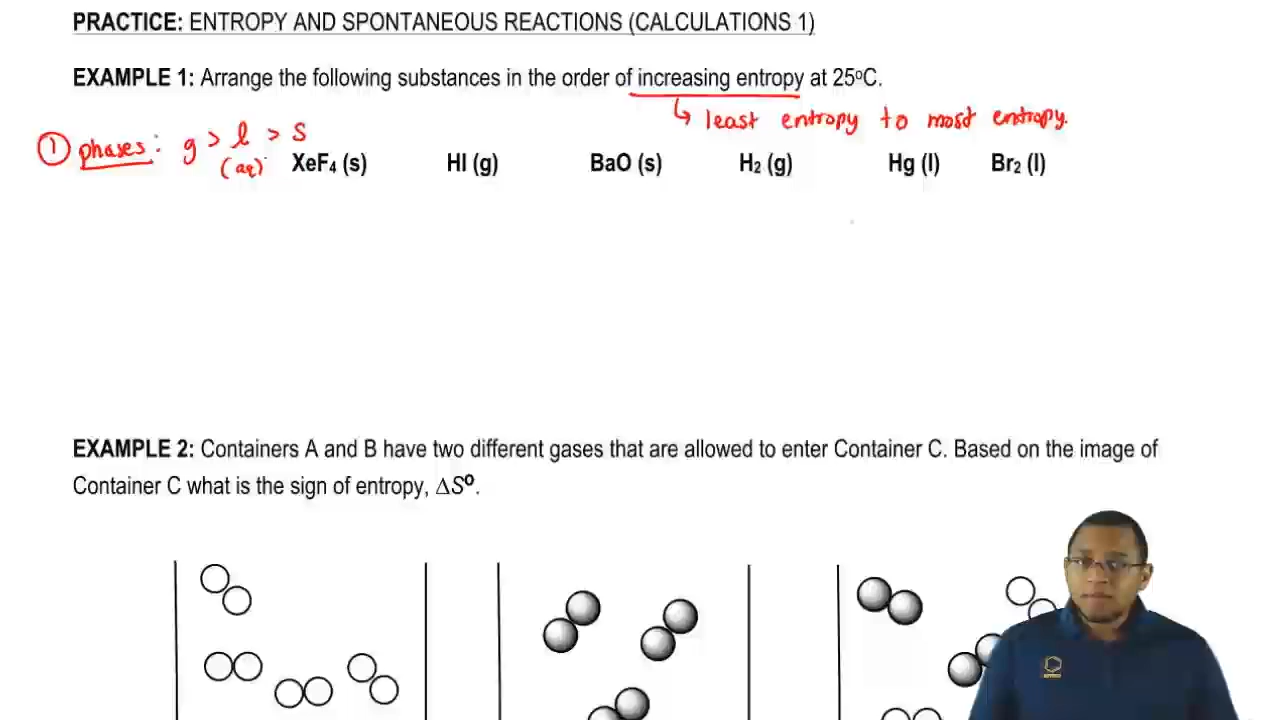 PRACTICE: ENTROPY AND SPONTANEOUS REACTIONS (CALCULATIONS 1)
EXAMPLE 1: Arrange the following substances in the order of increasing entropy at 25°C.
↳ least entropy to most entropy.
① phases: g > l > s
(aq)
XeF₄ (s) HI (g) BaO (s) H₂ (g) Hg (l) Br₂ (l)
EXAMPLE 2: Containers A and B have two different gases that are allowed to enter Container C. Based on the image of
Container C what is the sign of entropy, ΔS°.